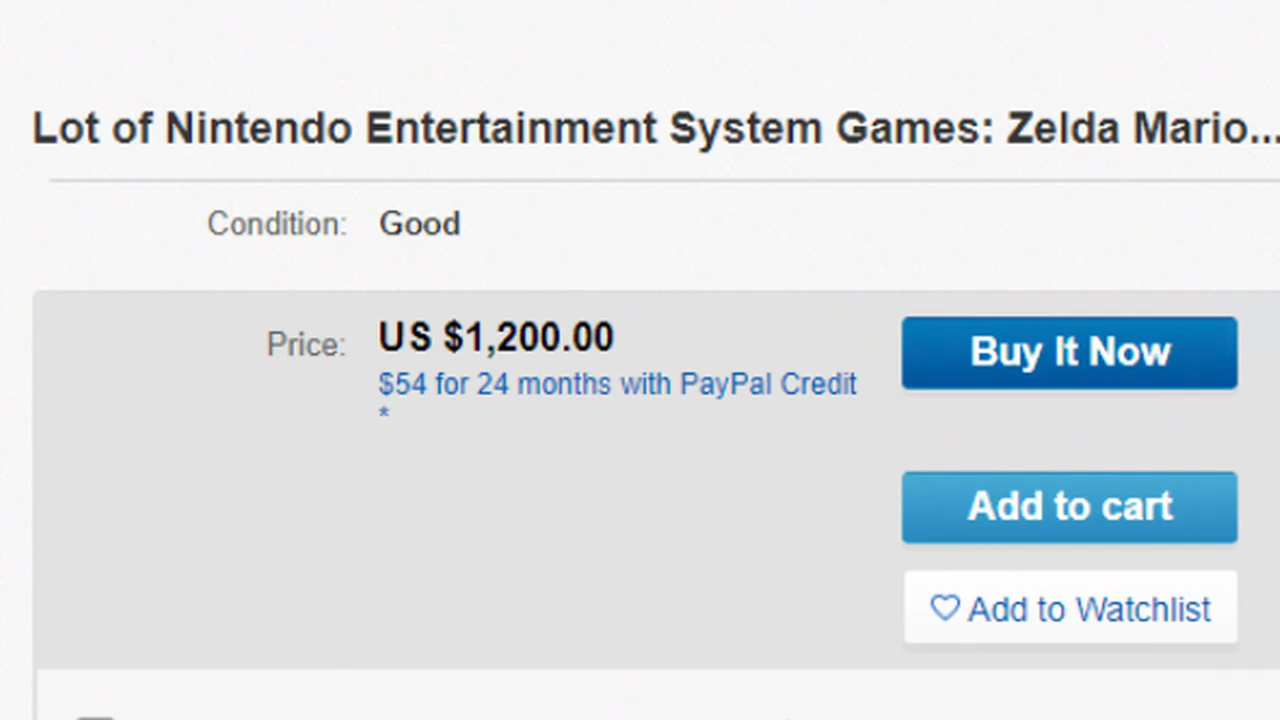 Lot of Nintendo Entertainment System Games: Zelda Mario...
Condition: Good
Price: US $1,200.00
$54 for 24 months with PayPal Credit
*
Buy It Now
Add to cart
Add to Watchlist